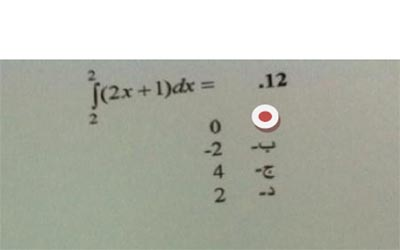 12. ∫₂²(2x+1)dx =
0
ب- -2
ج- 4
د- 2